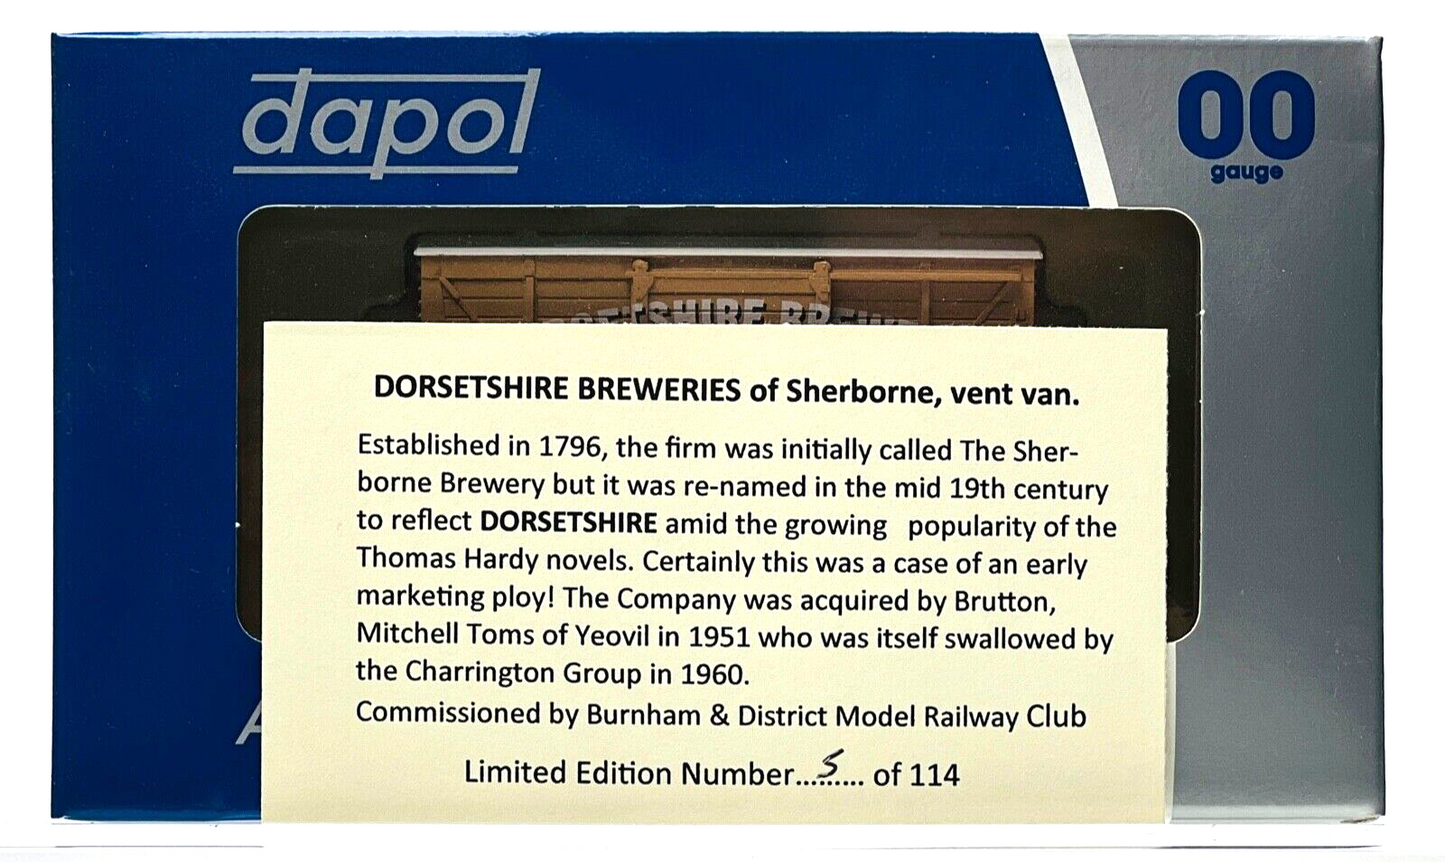 dapol
00
gauge
DORSETSHIRE BREWERIES of Sherborne, vent van.
Established in 1796, the firm was initially called The Sher-
borne Brewery but it was re-named in the mid 19th century
to reflect DORSETSHIRE amid the growing popularity of the
Thomas Hardy novels. Certainly this was a case of an early
marketing ploy! The Company was acquired by Brutton,
Mitchell Toms of Yeovil in 1951 who was itself swallowed by
the Charrington Group in 1960.
Commissioned by Burnham & District Model Railway Club
Limited Edition Number...5..... of 114